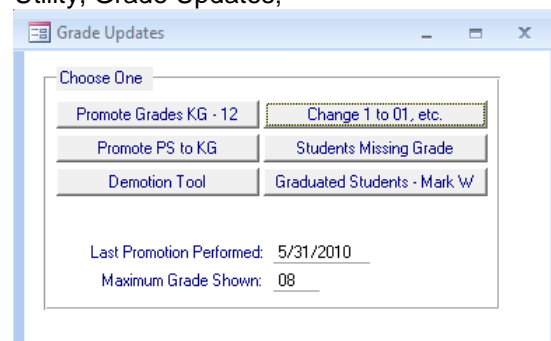 Utility, Grade Updates,
Grade Updates
Choose One
Promote Grades KG - 12 Change 1 to 01, etc.
Promote PS to KG Students Missing Grade
Demotion Tool Graduated Students - Mark W
Last Promotion Performed: 5/31/2010
Maximum Grade Shown: 08